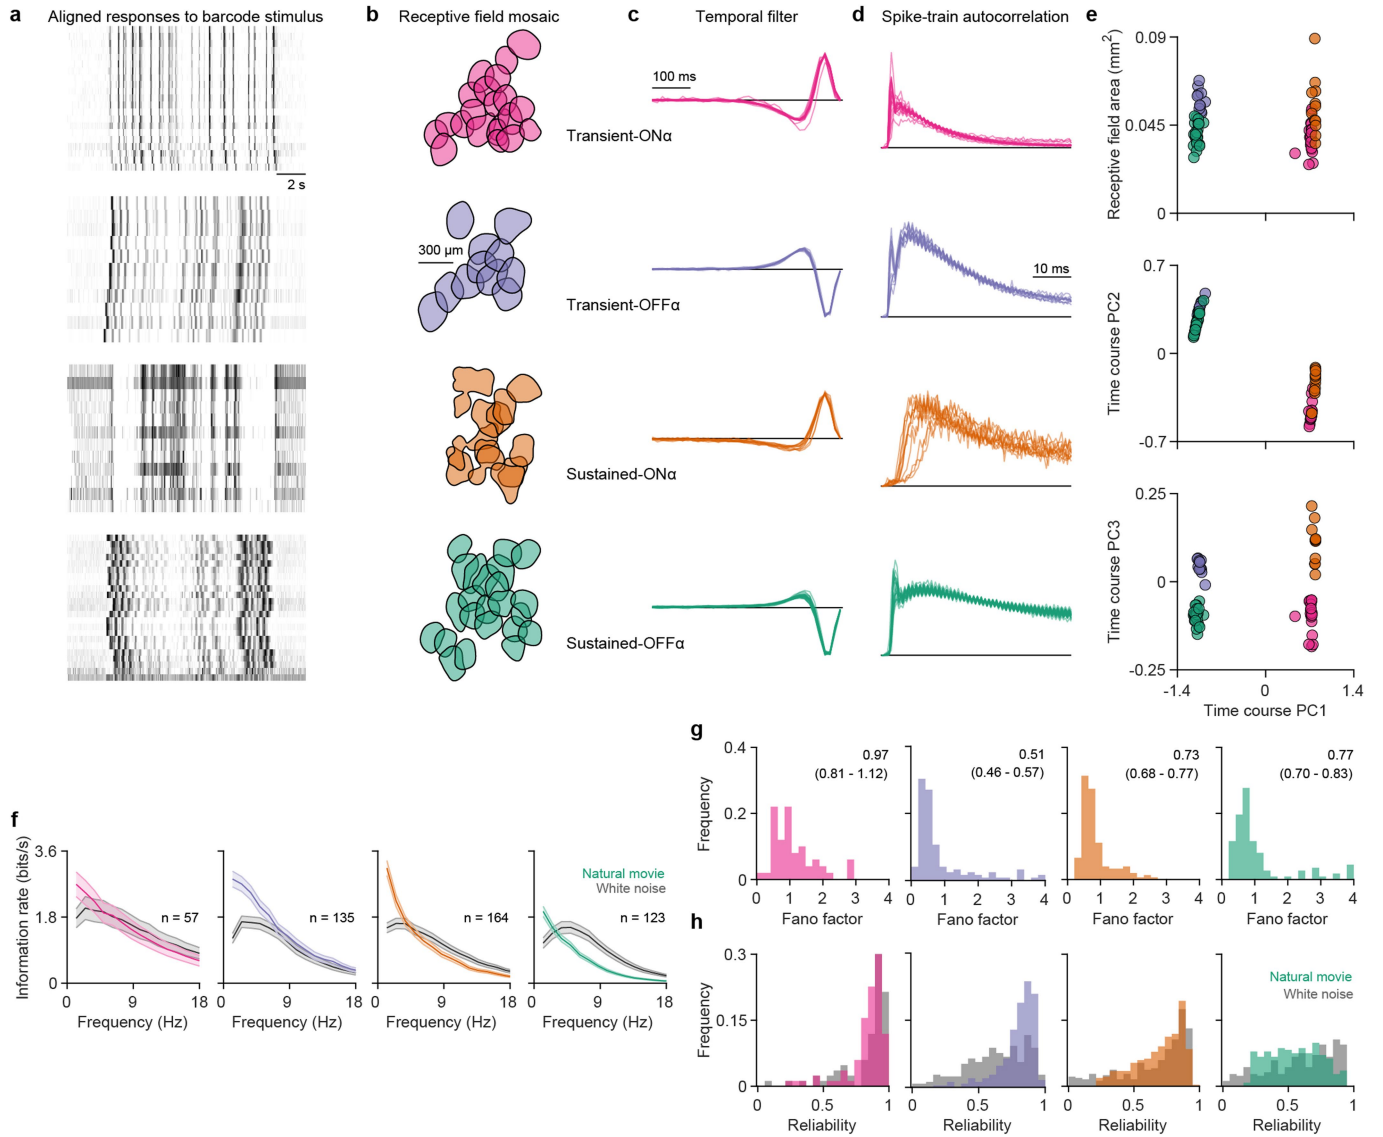 a Aligned responses to barcode stimulus
2 s
b Receptive field mosaic
300 µm
c Temporal filter
100 ms
Transient-ONα
Transient-OFFα
Sustained-ONα
Sustained-OFFα
d Spike-train autocorrelation
10 ms
e
Receptive field area (mm²)
0.09
0.045
0
Time course PC2
0.7
0
-0.7
Time course PC3
0.25
0
-0.25
-1.4 0 1.4
Time course PC1
f
Information rate (bits/s)
3.6
1.8
0
n = 57
n = 135
n = 164
Natural movie
White noise
n = 123
0 9 18 0 9 18 0 9 18 0 9 18
Frequency (Hz) Frequency (Hz) Frequency (Hz) Frequency (Hz)
g
Frequency
0.4
0.2
0
0.97
(0.81 - 1.12)
0.51
(0.46 - 0.57)
0.73
(0.68 - 0.77)
0.77
(0.70 - 0.83)
0 1 2 3 4 0 1 2 3 4 0 1 2 3 4 0 1 2 3 4
Fano factor Fano factor Fano factor Fano factor
h
Frequency
0.3
0.15
0
Natural movie
White noise
0 0.5 1 0 0.5 1 0 0.5 1 0 0.5 1
Reliability Reliability Reliability Reliability